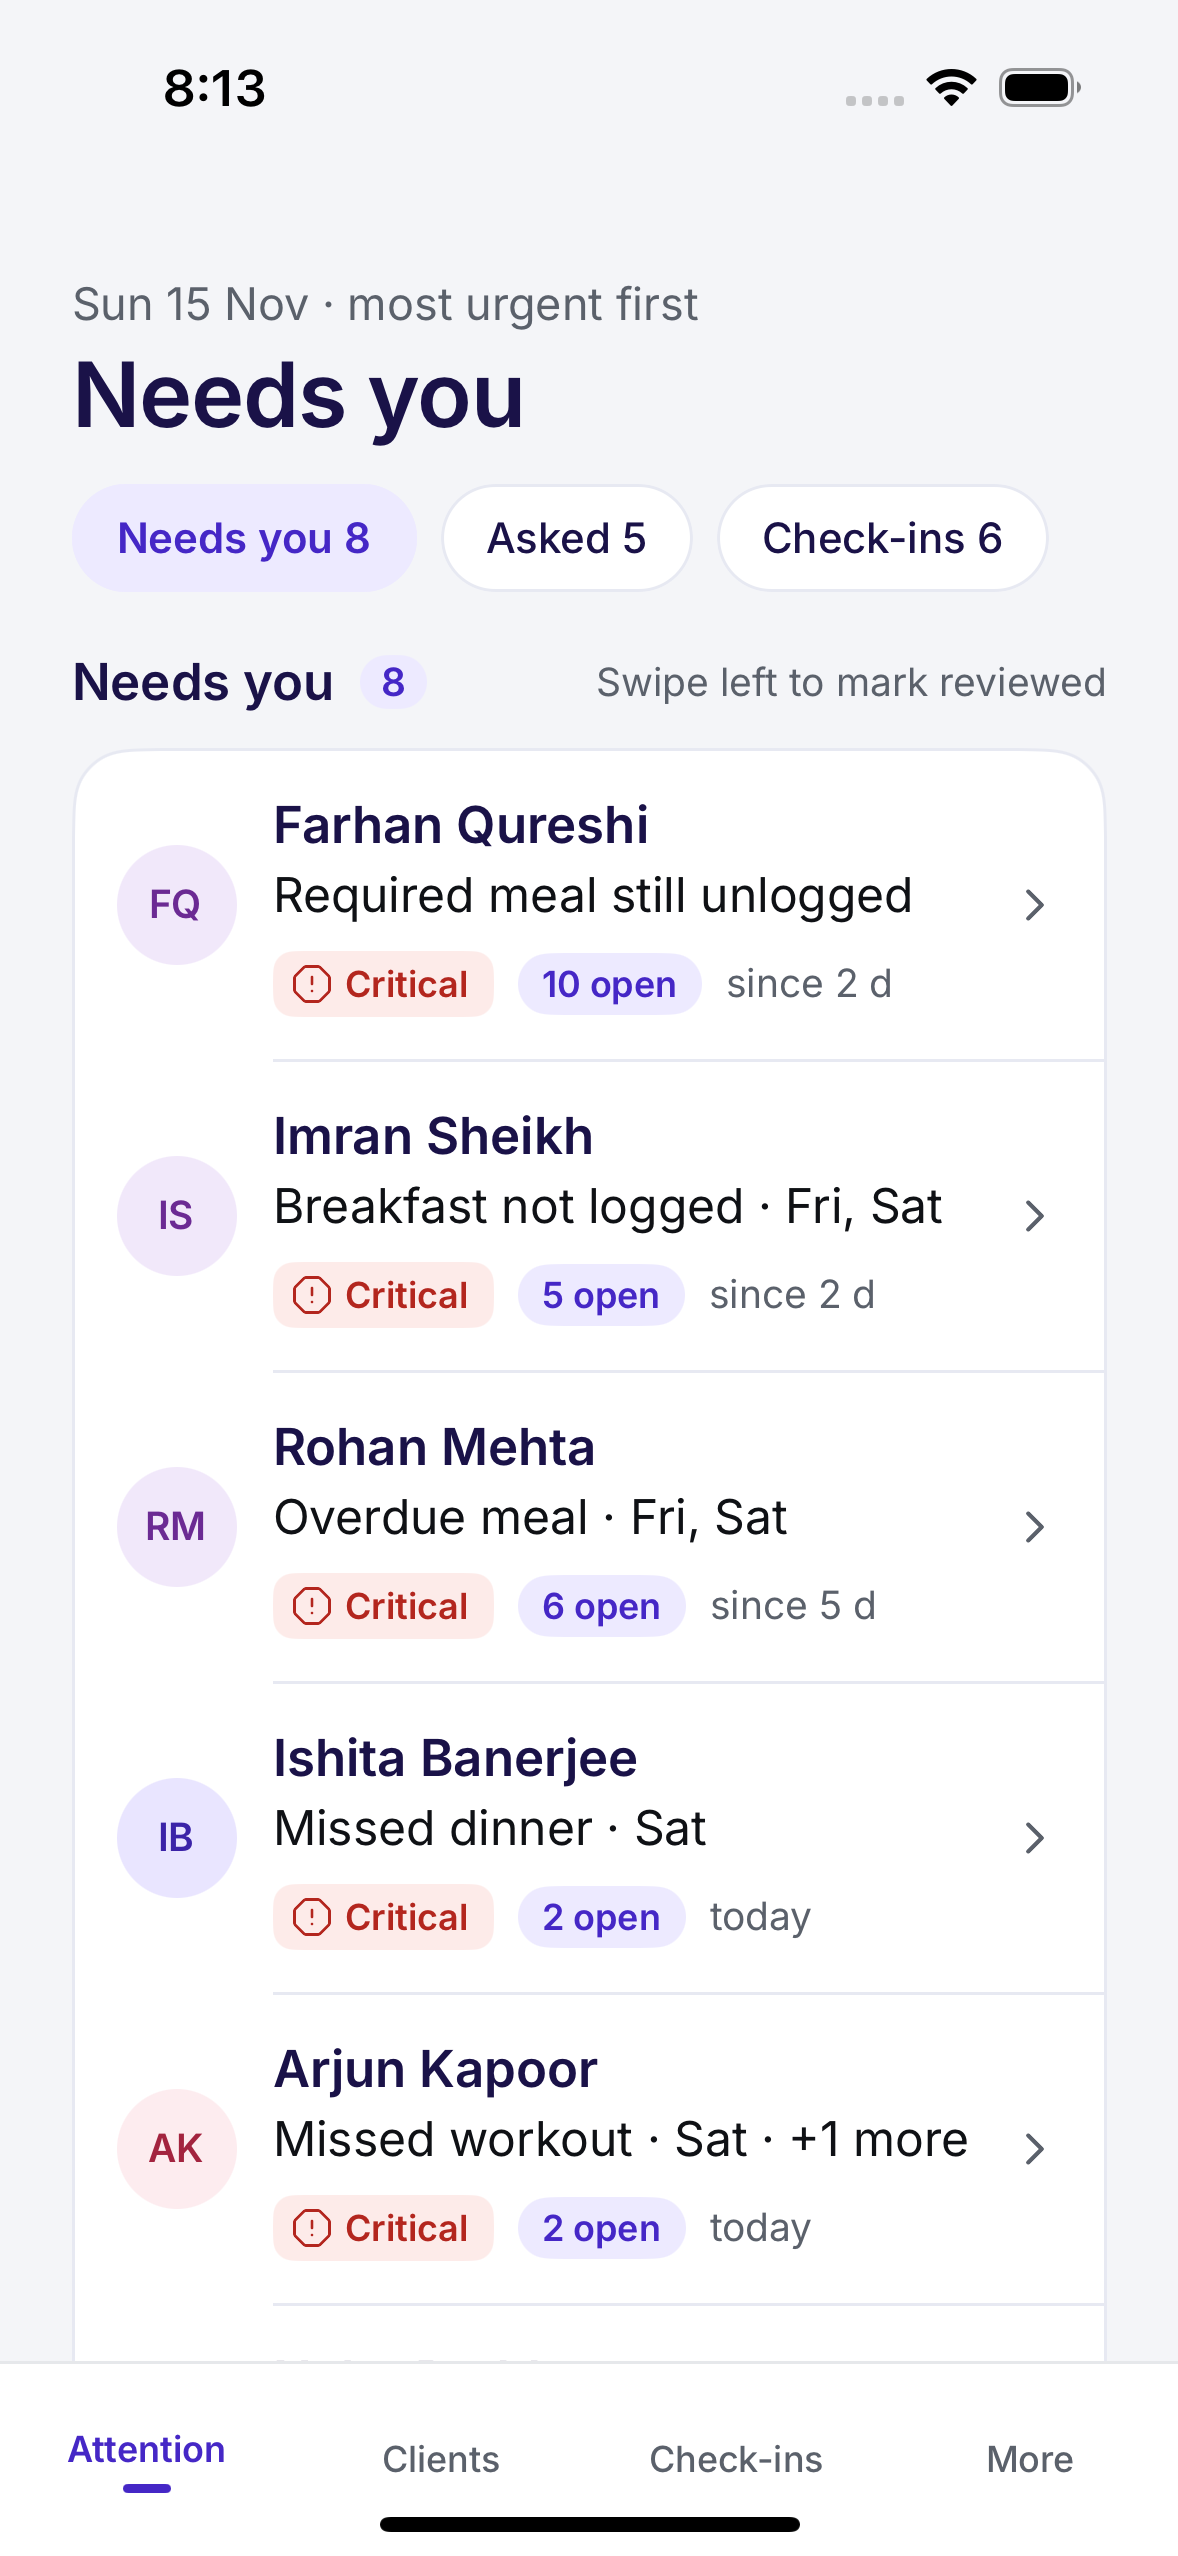 8:13
Sun 15 Nov · most urgent first
Needs you
Needs you 8
Asked 5
Check-ins 6
Needs you 8
Swipe left to mark reviewed
FQ
Farhan Qureshi
Required meal still unlogged
Critical 10 open since 2 d
IS
Imran Sheikh
Breakfast not logged · Fri, Sat
Critical 5 open since 2 d
RM
Rohan Mehta
Overdue meal · Fri, Sat
Critical 6 open since 5 d
IB
Ishita Banerjee
Missed dinner · Sat
Critical 2 open today
AK
Arjun Kapoor
Missed workout · Sat · +1 more
Critical 2 open today
Attention
Clients
Check-ins
More